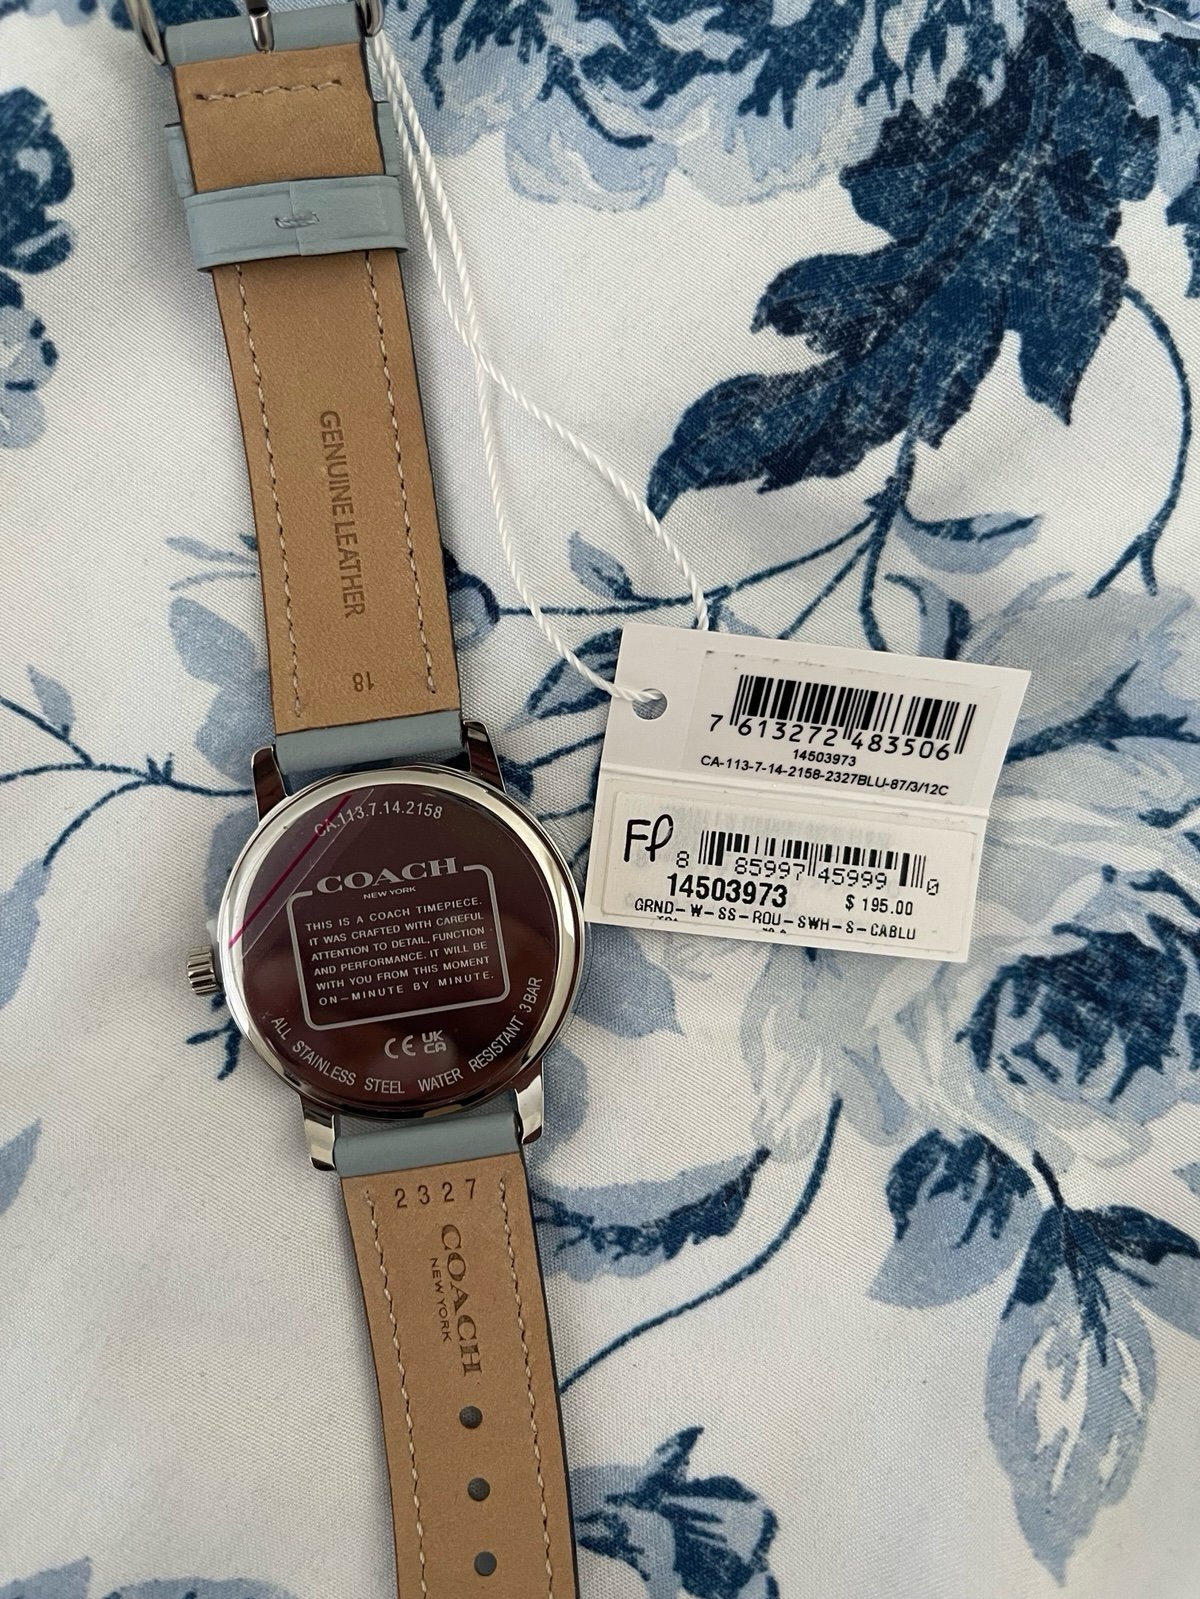 GENUINE LEATHER
18
7 613272 483506
14503973
CA-113-7-14-2158-2327BLU-87/3/12C
Fp
8 85997 45999 0
14503973
$ 195.00
GRND-W-SS-ROU-SWH-S-CABLU
CA.113.7.14.2158
COACH
NEW YORK
THIS IS A COACH TIMEPIECE.
IT WAS CRAFTED WITH CAREFUL
ATTENTION TO DETAIL, FUNCTION
AND PERFORMANCE. IT WILL BE
WITH YOU FROM THIS MOMENT
ON—MINUTE BY MINUTE.
CE UK
CA
ALL STAINLESS STEEL WATER RESISTANT 3 BAR
2327
COACH
NEW YORK